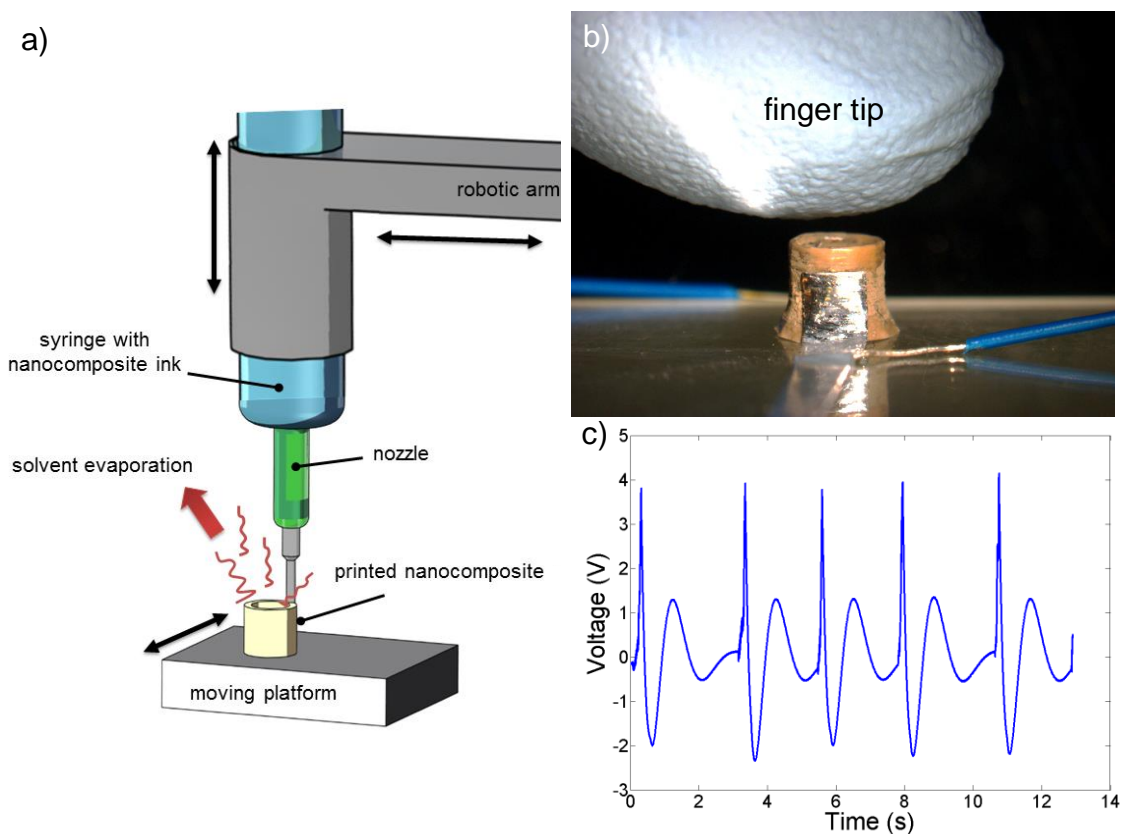 a)
robotic arm
syringe with
nanocomposite ink
nozzle
solvent evaporation
printed nanocomposite
moving platform
b)
finger tip
c)
5
4
3
2
1
0
-1
-2
-3
Voltage (V)
0 2 4 6 8 10 12 14
Time (s)